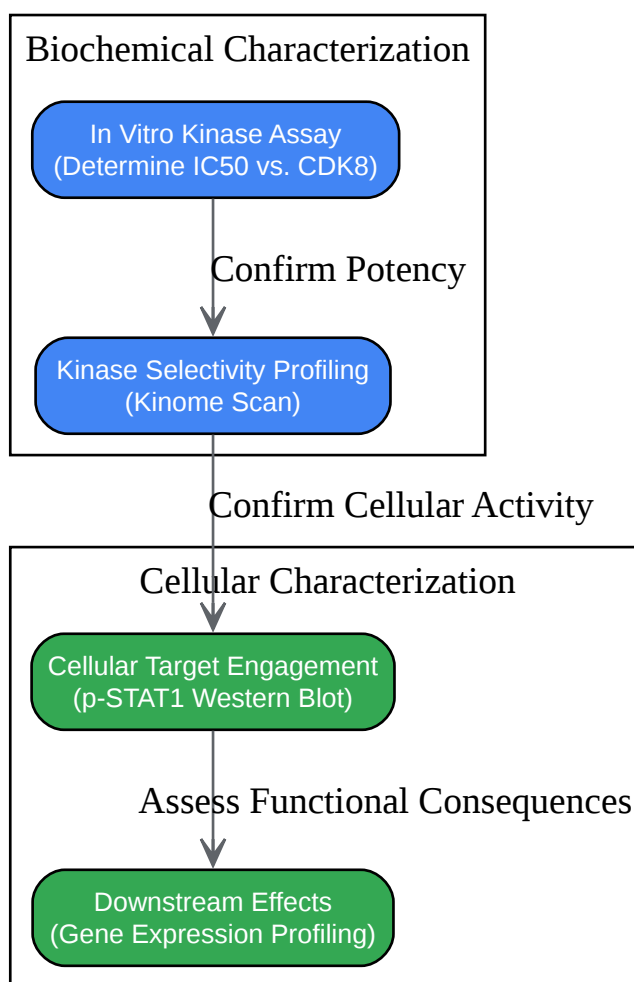 Biochemical Characterization
In Vitro Kinase Assay
(Determine IC50 vs. CDK8)
Confirm Potency
Kinase Selectivity Profiling
(Kinome Scan)
Confirm Cellular Activity
Cellular Characterization
Cellular Target Engagement
(p-STAT1 Western Blot)
Assess Functional Consequences
Downstream Effects
(Gene Expression Profiling)